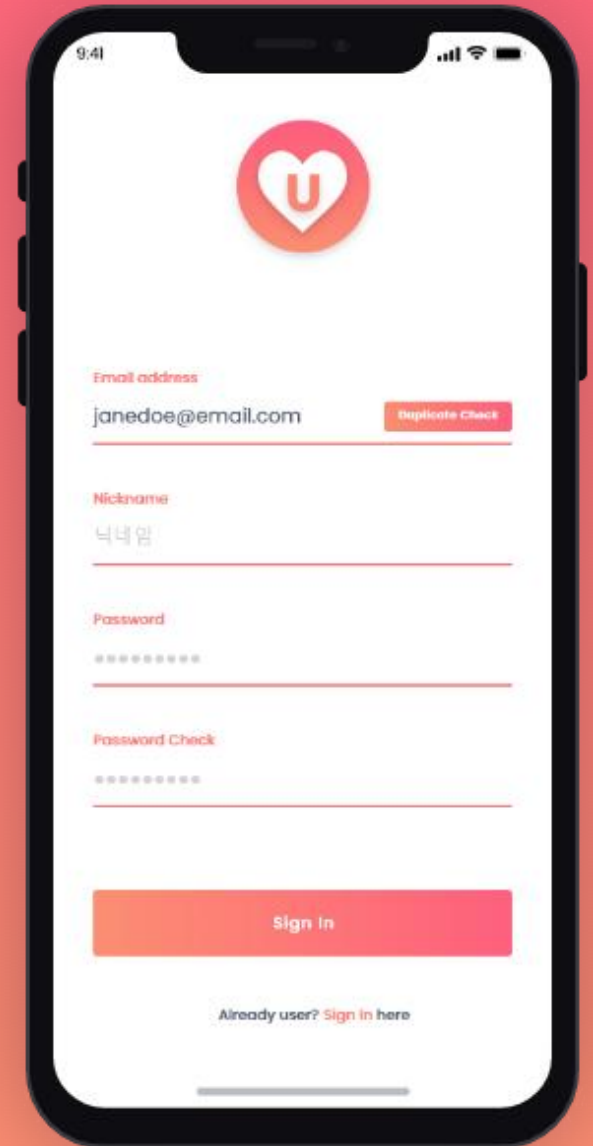 9:41
U
Email address
janedoe@email.com
Duplicate Check
Nickname
닉네임
Password
Password Check
Sign In
Already user? Sign in here